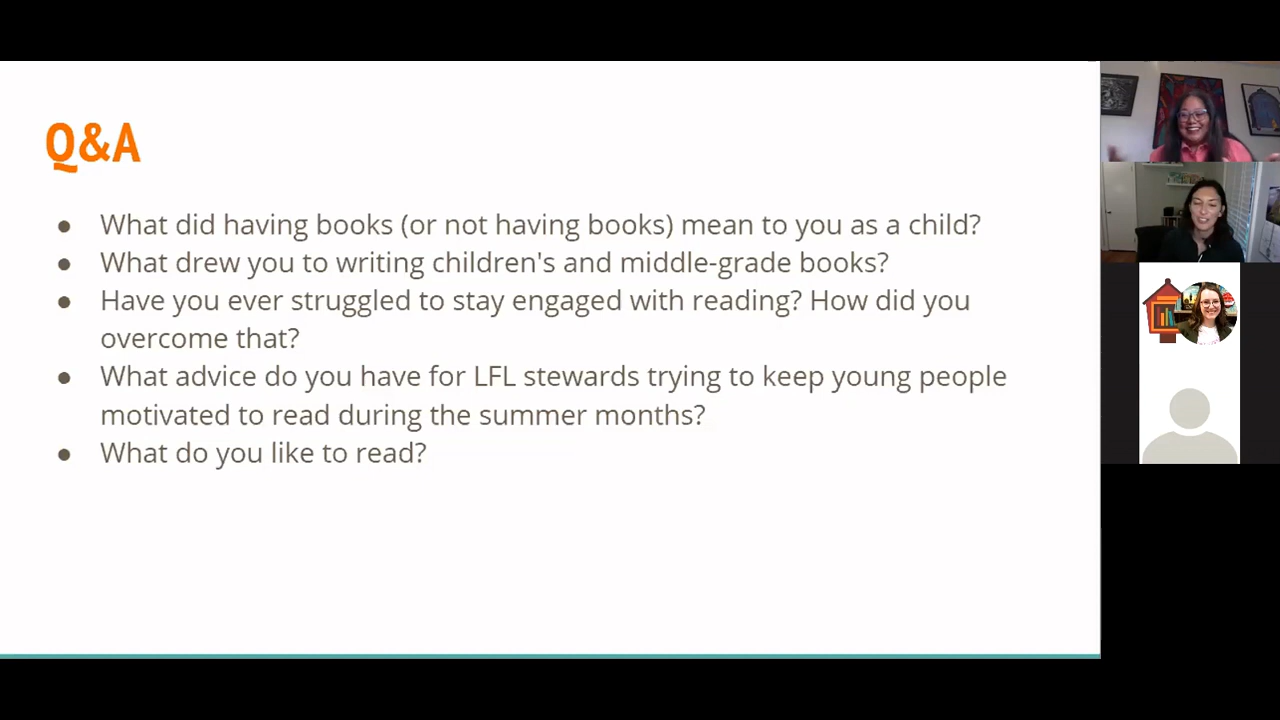 Q&A
● What did having books (or not having books) mean to you as a child?
● What drew you to writing children's and middle-grade books?
● Have you ever struggled to stay engaged with reading? How did you
overcome that?
● What advice do you have for LFL stewards trying to keep young people
motivated to read during the summer months?
● What do you like to read?